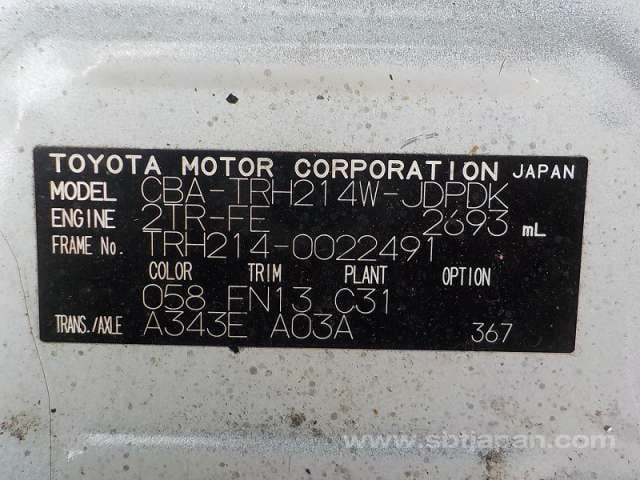 TOYOTA MOTOR CORPORATION JAPAN
MODEL CBA-TRH214W-JDPDK
ENGINE 2TR-FE 2693 mL
FRAME No. TRH214-0022491
COLOR TRIM PLANT OPTION
058 FN13 C31
TRANS./AXLE A343E A03A 367
www.sbtjapan.com